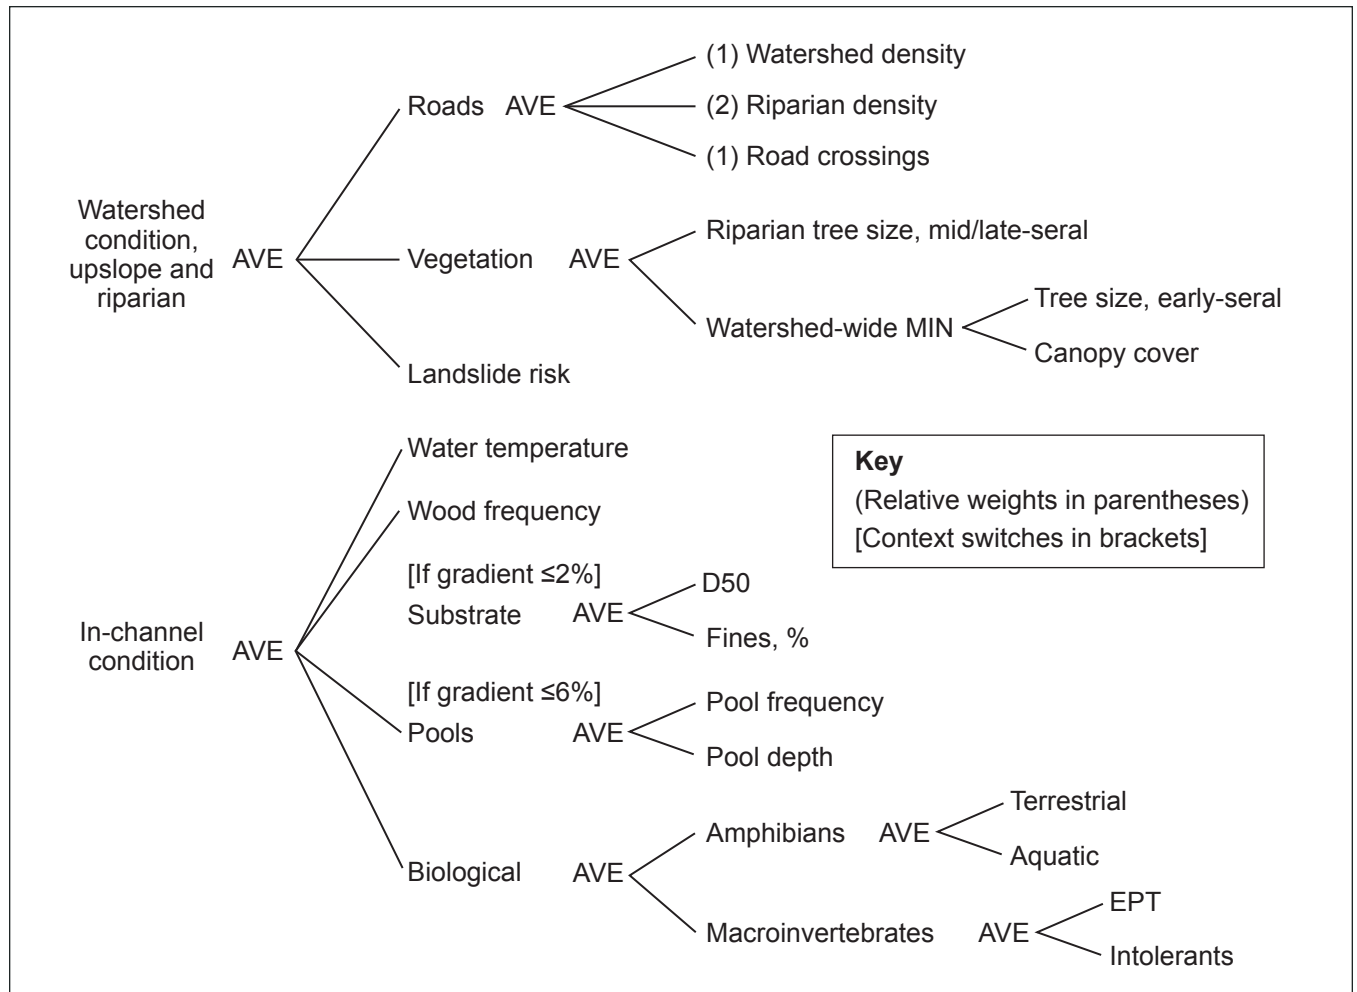 (1) Watershed density
Roads AVE
(2) Riparian density
(1) Road crossings
Watershed
condition,
upslope and
riparian
AVE
Riparian tree size, mid/late-seral
Vegetation AVE
Tree size, early-seral
Watershed-wide MIN
Canopy cover
Landslide risk
Water temperature
Wood frequency
Key
(Relative weights in parentheses)
[Context switches in brackets]
[If gradient ≤2%]
Substrate AVE
D50
Fines, %
In-channel
condition
AVE
[If gradient ≤6%]
Pools AVE
Pool frequency
Pool depth
Biological AVE
Amphibians AVE
Terrestrial
Aquatic
Macroinvertebrates AVE
EPT
Intolerants